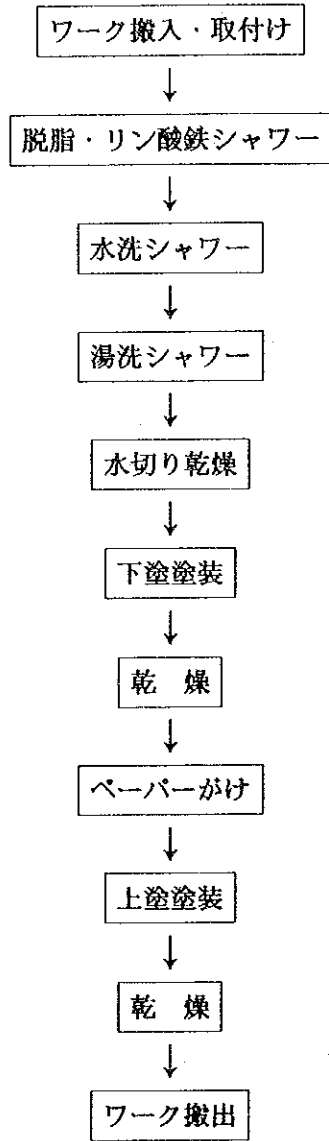 ワーク搬入・取付け
↓
脱脂・リン酸鉄シャワー
↓
水洗シャワー
↓
湯洗シャワー
↓
水切り乾燥
↓
下塗塗装
↓
乾　燥
↓
ペーパーがけ
↓
上塗塗装
↓
乾　燥
↓
ワーク搬出